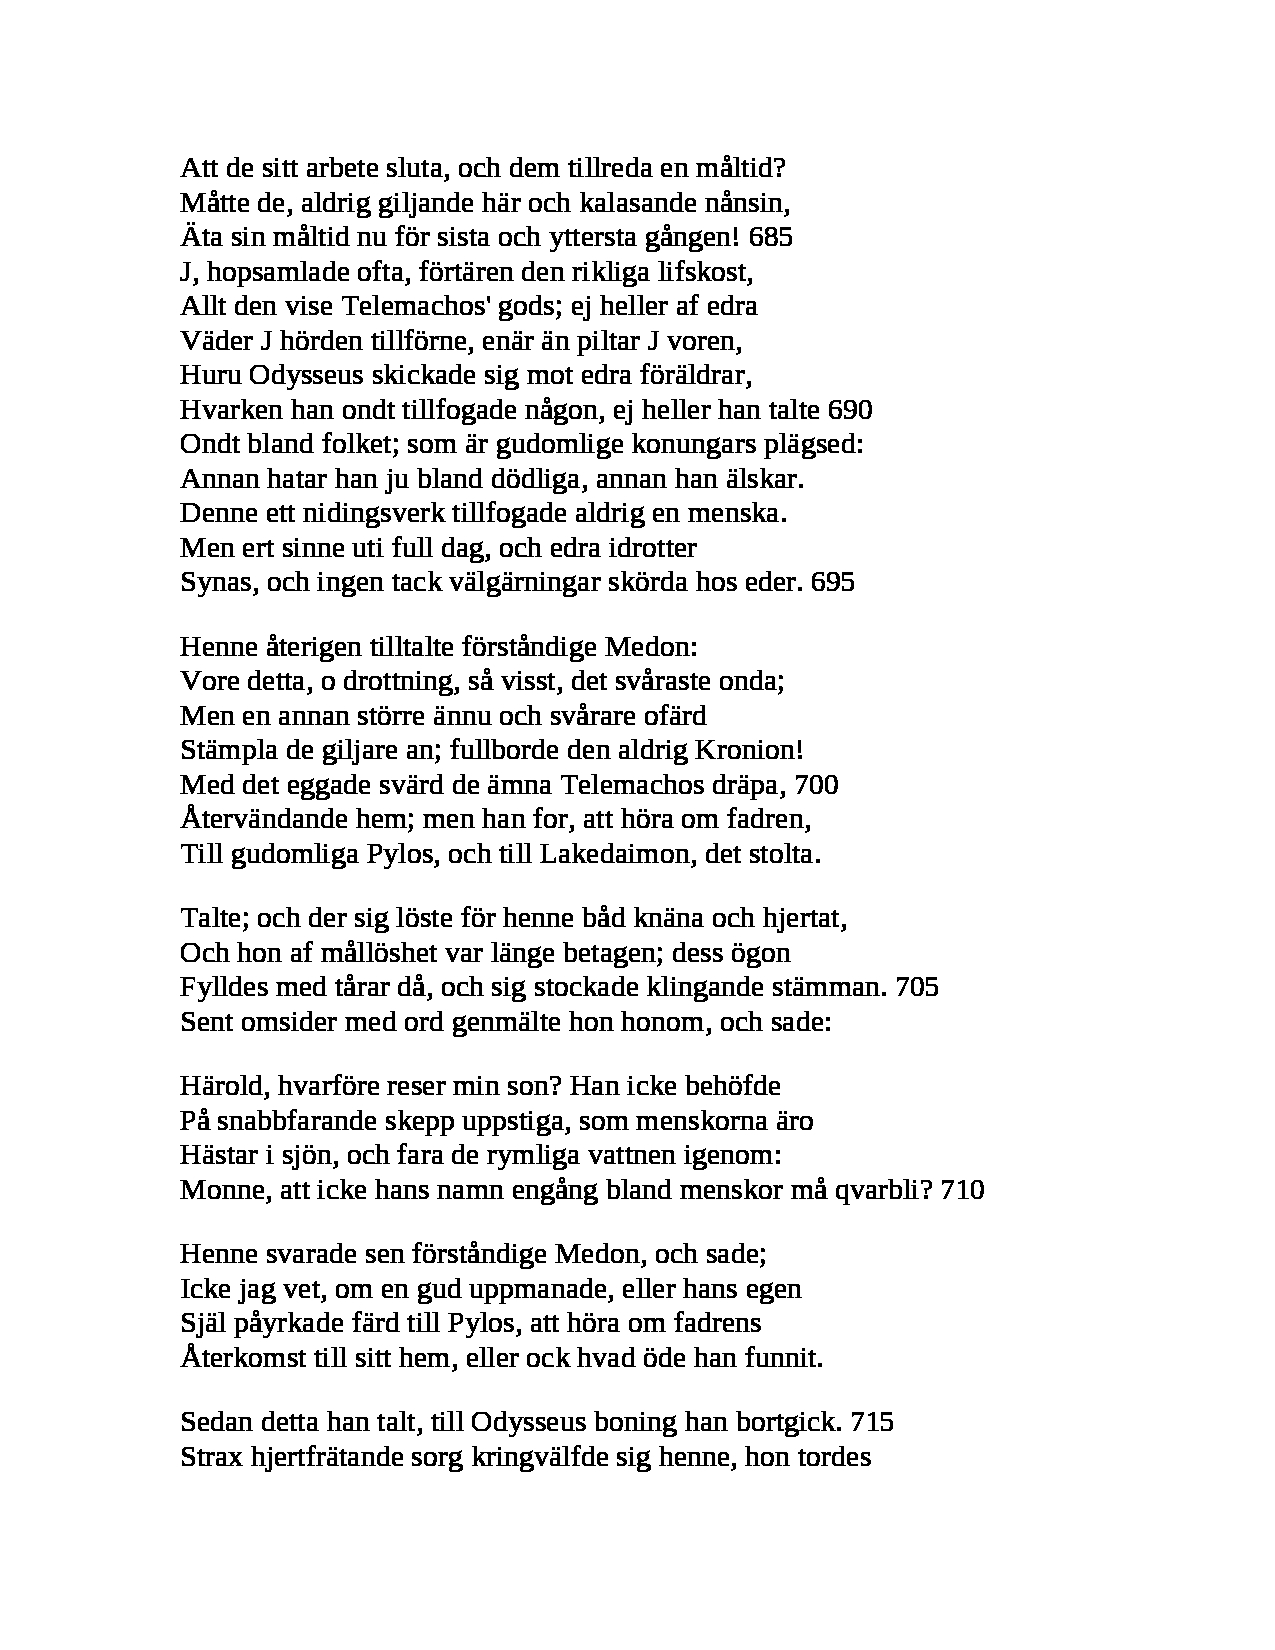 Att de sitt arbete sluta, och dem tillreda en måltid?
Måtte de, aldrig giljande här och kalasande nånsin,
Äta sin måltid nu för sista och yttersta gången! 685
J, hopsamlade ofta, förtären den rikliga lifskost,
Allt den vise Telemachos' gods; ej heller af edra
Väder J hörden tillförne, enär än piltar J voren,
Huru Odysseus skickade sig mot edra föräldrar,
Hvarken han ondt tillfogade någon, ej heller han talte 690
Ondt bland folket; som är gudomlige konungars plägsed:
Annan hatar han ju bland dödliga, annan han älskar.
Denne ett nidingsverk tillfogade aldrig en menska.
Men ert sinne uti full dag, och edra idrotter
Synas, och ingen tack välgärningar skörda hos eder. 695
Henne återigen tilltalte förståndige Medon:
Vore detta, o drottning, så visst, det svåraste onda;
Men en annan större ännu och svårare ofärd
Stämpla de giljare an; fullborde den aldrig Kronion!
Med det eggade svärd de ämna Telemachos dräpa, 700
Återvändande hem; men han for, att höra om fadren,
Till gudomliga Pylos, och till Lakedaimon, det stolta.
Talte; och der sig löste för henne båd knäna och hjertat,
Och hon af mållöshet var länge betagen; dess ögon
Fylldes med tårar då, och sig stockade klingande stämman. 705
Sent omsider med ord genmälte hon honom, och sade:
Härold, hvarföre reser min son? Han icke behöfde
På snabbfarande skepp uppstiga, som menskorna äro
Hästar i sjön, och fara de rymliga vattnen igenom:
Monne, att icke hans namn engång bland menskor må qvarbli? 710
Henne svarade sen förståndige Medon, och sade;
Icke jag vet, om en gud uppmanade, eller hans egen
Själ påyrkade färd till Pylos, att höra om fadrens
Återkomst till sitt hem, eller ock hvad öde han funnit.
Sedan detta han talt, till Odysseus boning han bortgick. 715
Strax hjertfrätande sorg kringvälfde sig henne, hon tordes